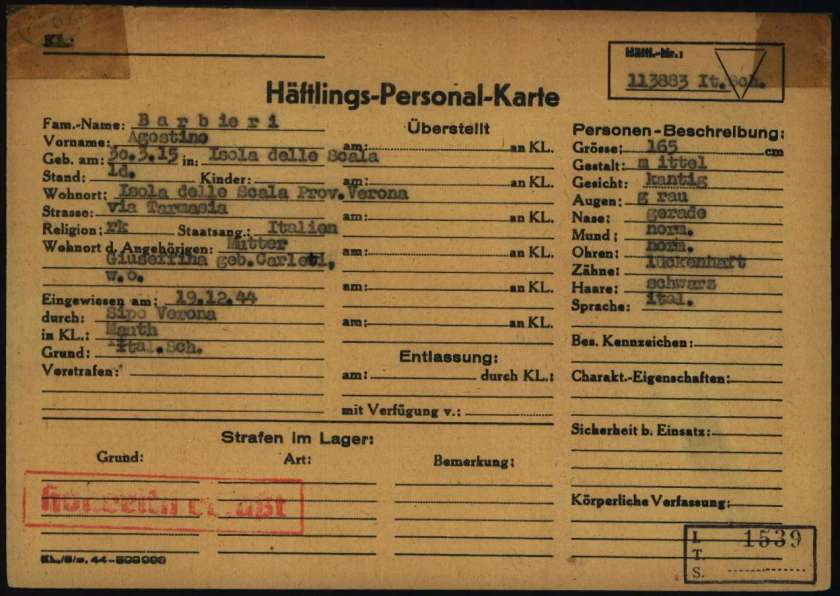 KL:
Häftl.-Nr.:
113883 It.Sch.
Häftlings-Personal-Karte
Fam.-Name: Barbieri
Vorname: Agostino
Geb. am: 30.3.15 in: Isola delle Scala
Stand: ld. Kinder:
Wohnort: Isola delle Scala Prov.Verona
Strasse: via Tarmasia
Religion: rk Staatsang.: Italien
Wohnort d. Angehörigen: Mutter
Giuseffina geb.Carleti,
w.o.
Eingewiesen am: 19.12.44
durch: Sipo Verona
in KL.: Mauth
Grund: Ital.Sch.
Vorstrafen:
Überstellt
am: an KL.
am: an KL.
am: an KL.
am: an KL.
am: an KL.
am: an KL.
Entlassung:
am: durch KL.:
mit Verfügung v.:
Personen-Beschreibung:
Grösse: 165 cm
Gestalt: mittel
Gesicht: kantig
Augen: grau
Nase: gerade
Mund: norm.
Ohren: norm.
Zähne: lückenhaft
Haare: schwarz
Sprache: ital.
Bes. Kennzeichen:
Charakt.-Eigenschaften:
Sicherheit b. Einsatz:
Körperliche Verfassung:
Strafen im Lager:
Grund: Art: Bemerkung:
I. 1539
T.
S.